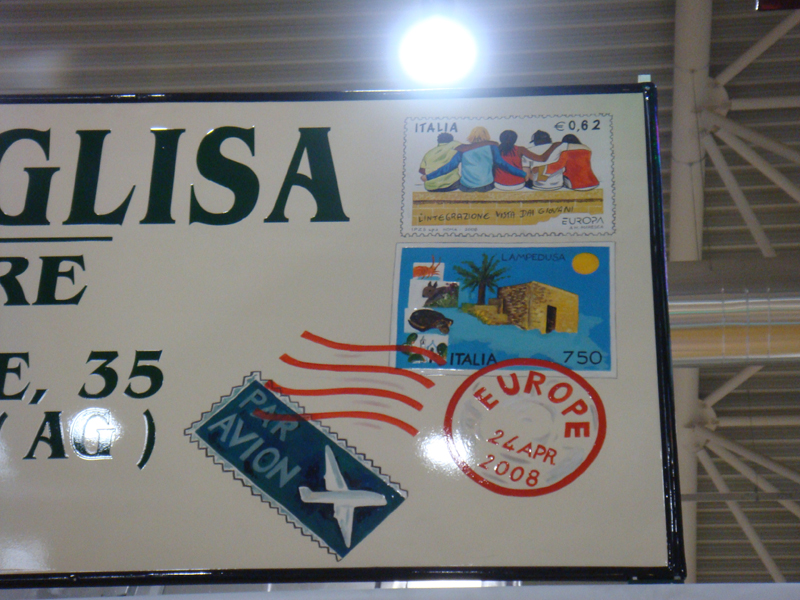 GLISA
RE
E, 35
(AG)
ITALIA €0,62
L'INTEGRAZIONE VISTA DAI GIOVANI
EUROPA
LAMPEDUSA
ITALIA 750
PAR
AVION
EUROPE
24 APR
2008